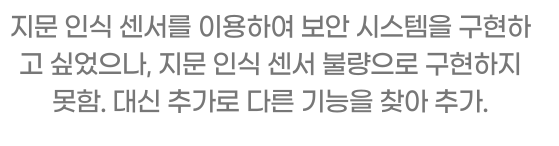 지문 인식 센서를 이용하여 보안 시스템을 구현하
고 싶었으나, 지문 인식 센서 불량으로 구현하지
못함. 대신 추가로 다른 기능을 찾아 추가.